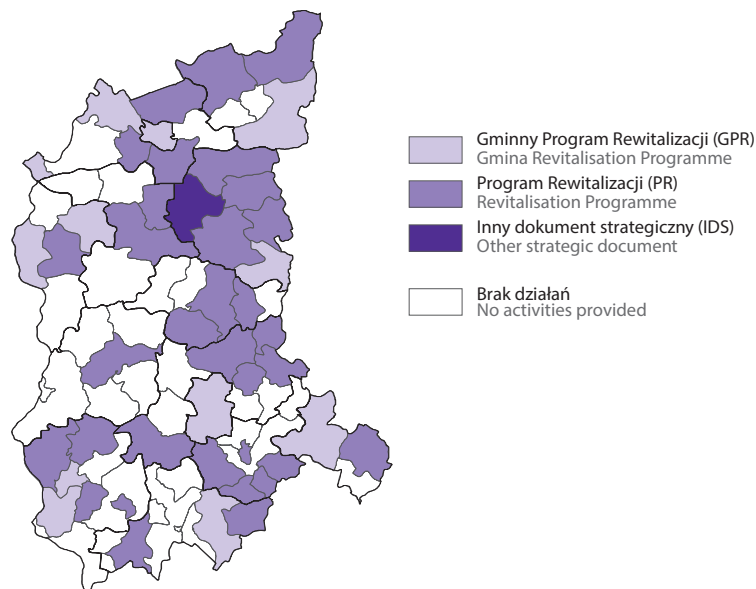 Gminny Program Rewitalizacji (GPR)
Gmina Revitalisation Programme
Program Rewitalizacji (PR)
Revitalisation Programme
Inny dokument strategiczny (IDS)
Other strategic document
Brak działań
No activities provided